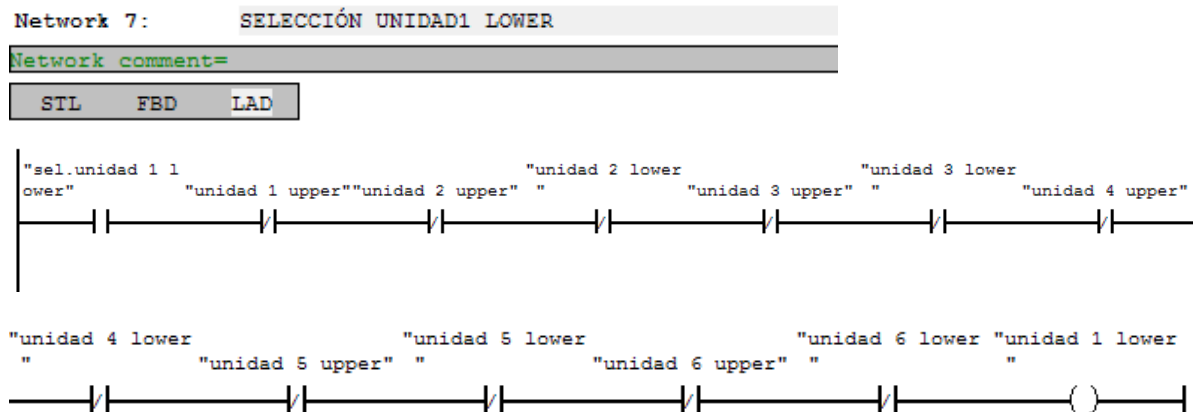 Network 7: SELECCIÓN UNIDAD1 LOWER
Network comment=
STL FBD LAD
"sel.unidad 1 l "unidad 2 lower "unidad 3 lower
ower" "unidad 1 upper""unidad 2 upper" " "unidad 3 upper" " "unidad 4 upper"
"unidad 4 lower "unidad 5 lower "unidad 6 lower "unidad 1 lower
" "unidad 5 upper" " "unidad 6 upper" " "